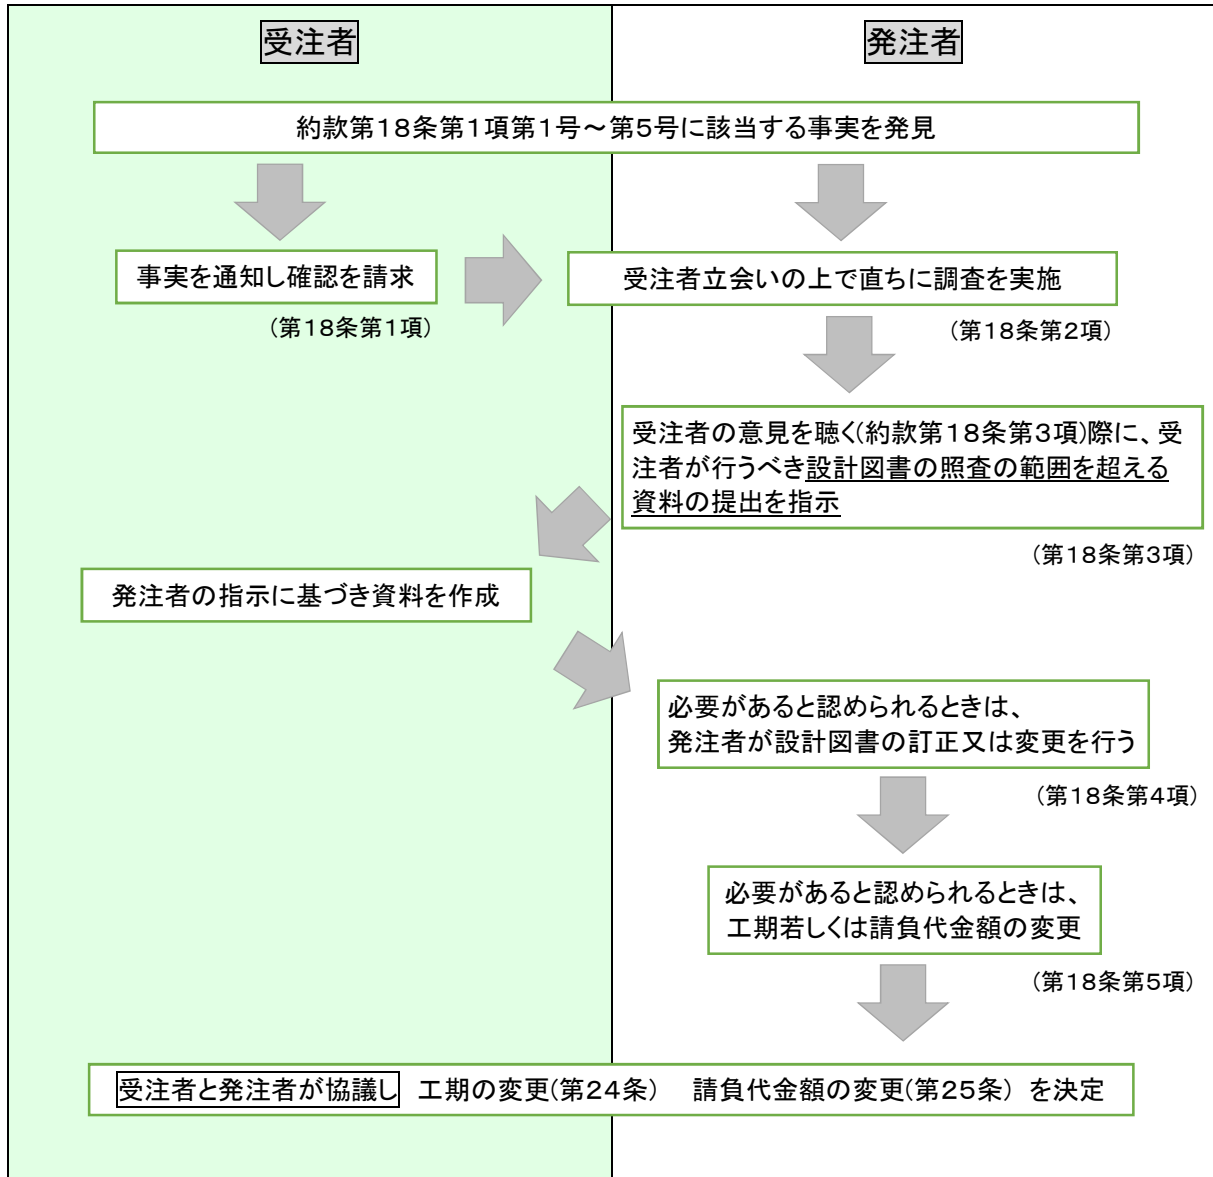 受注者
発注者
約款第18条第1項第1号～第5号に該当する事実を発見
事実を通知し確認を請求
(第18条第1項)
受注者立会いの上で直ちに調査を実施
(第18条第2項)
受注者の意見を聴く(約款第18条第3項)際に、受
注者が行うべき設計図書の照査の範囲を超える
資料の提出を指示
(第18条第3項)
発注者の指示に基づき資料を作成
必要があると認められるときは、
発注者が設計図書の訂正又は変更を行う
(第18条第4項)
必要があると認められるときは、
工期若しくは請負代金額の変更
(第18条第5項)
受注者と発注者が協議し 工期の変更(第24条) 請負代金額の変更(第25条) を決定